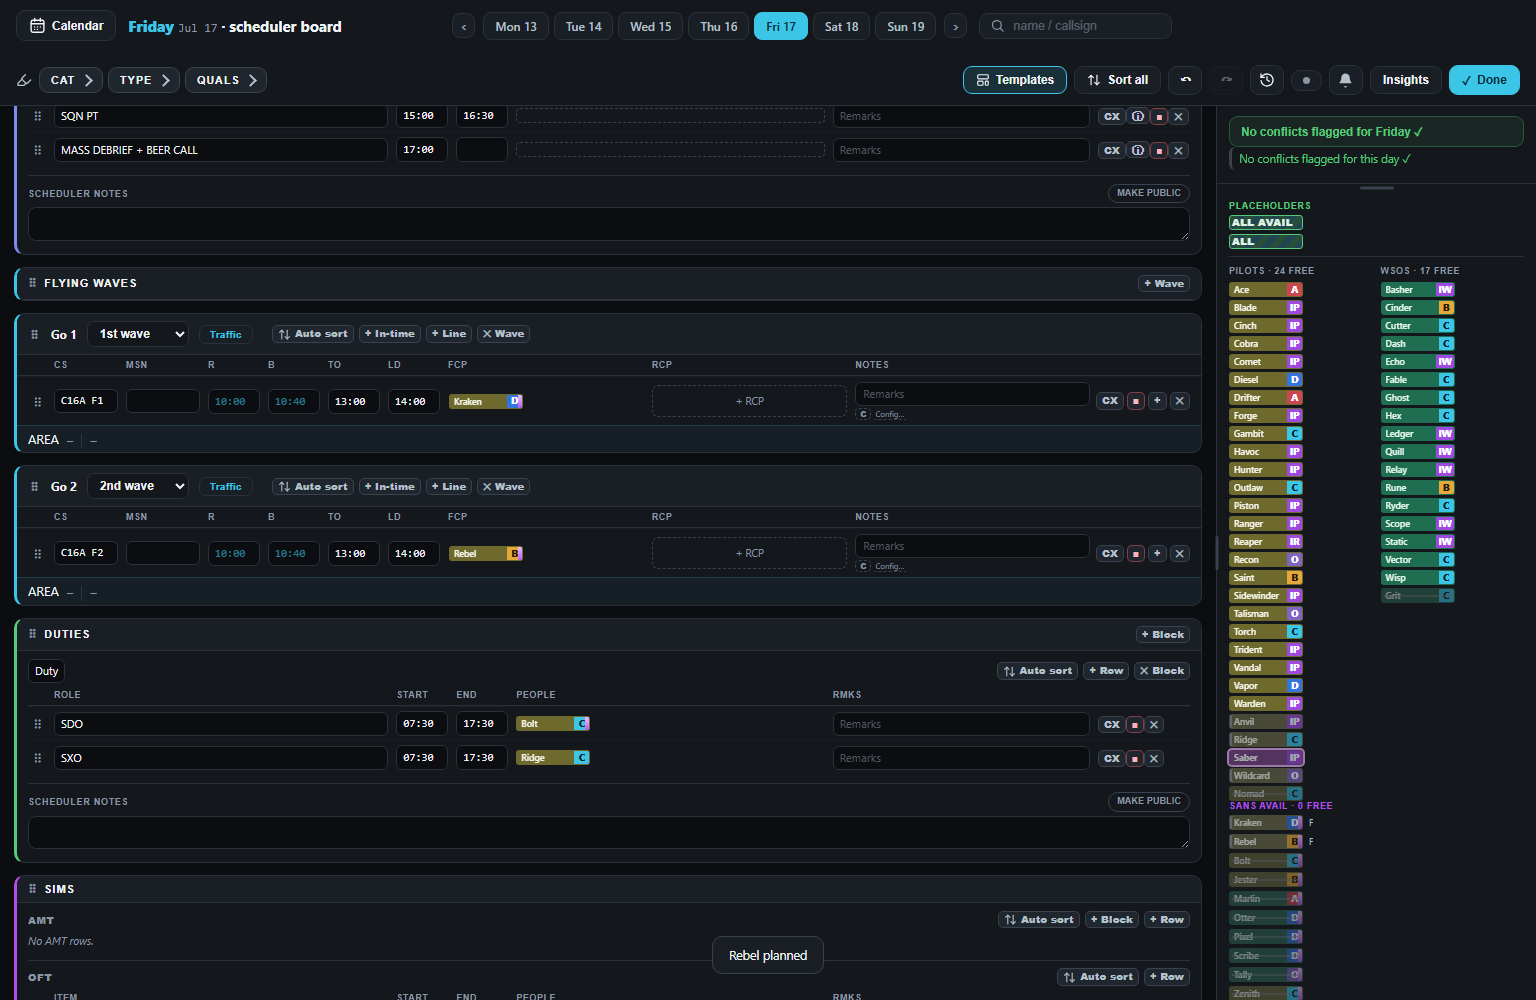 Calendar Friday Jul 17 · scheduler board ‹ Mon 13 Tue 14 Wed 15 Thu 16 Fri 17 Sat 18 Sun 19 › name / callsign
CAT TYPE QUALS Templates Sort all Insights ✓ Done
SQN PT 15:00 16:30 Remarks CX
MASS DEBRIEF + BEER CALL 17:00 Remarks CX
SCHEDULER NOTES MAKE PUBLIC
FLYING WAVES + Wave
Go 1 1st wave Traffic Auto sort + In-time + Line × Wave
CS MSN R B TO LD FCP RCP NOTES
C16A F1 10:00 10:40 13:00 14:00 Kraken D + RCP Remarks CX
C Config...
AREA – –
Go 2 2nd wave Traffic Auto sort + In-time + Line × Wave
CS MSN R B TO LD FCP RCP NOTES
C16A F2 10:00 10:40 13:00 14:00 Rebel B + RCP Remarks CX
C Config...
AREA – –
DUTIES + Block
Duty Auto sort + Row × Block
ROLE START END PEOPLE RMKS
SDO 07:30 17:30 Bolt C Remarks CX
SXO 07:30 17:30 Ridge C Remarks CX
SCHEDULER NOTES MAKE PUBLIC
SIMS
AMT Auto sort + Block + Row
No AMT rows.
Rebel planned
OFT Auto sort + Row
ITEM START END PEOPLE RMKS
No conflicts flagged for Friday ✓
No conflicts flagged for this day ✓
PLACEHOLDERS
ALL AVAIL
ALL
PILOTS · 24 FREE
Ace A
Blade IP
Cinch IP
Cobra IP
Comet IP
Diesel D
Drifter A
Forge IP
Gambit C
Havoc IP
Hunter IP
Outlaw C
Piston IP
Ranger IP
Reaper IR
Recon O
Saint B
Sidewinder IP
Talisman O
Torch C
Trident IP
Vandal IP
Vapor D
Warden IP
Anvil IP
Ridge C
Saber IP
Wildcard O
Nomad C
WSOS · 17 FREE
Basher IW
Cinder B
Cutter C
Dash C
Echo IW
Fable C
Ghost C
Hex C
Ledger IW
Quill IW
Relay IW
Rune B
Ryder C
Scope IW
Static IW
Vector C
Wisp C
Grit C
SANS AVAIL · 0 FREE
Kraken D F
Rebel B F
Bolt C
Jester B
Marlin A
Otter D
Pixel D
Scribe D
Tally O
Zenith C